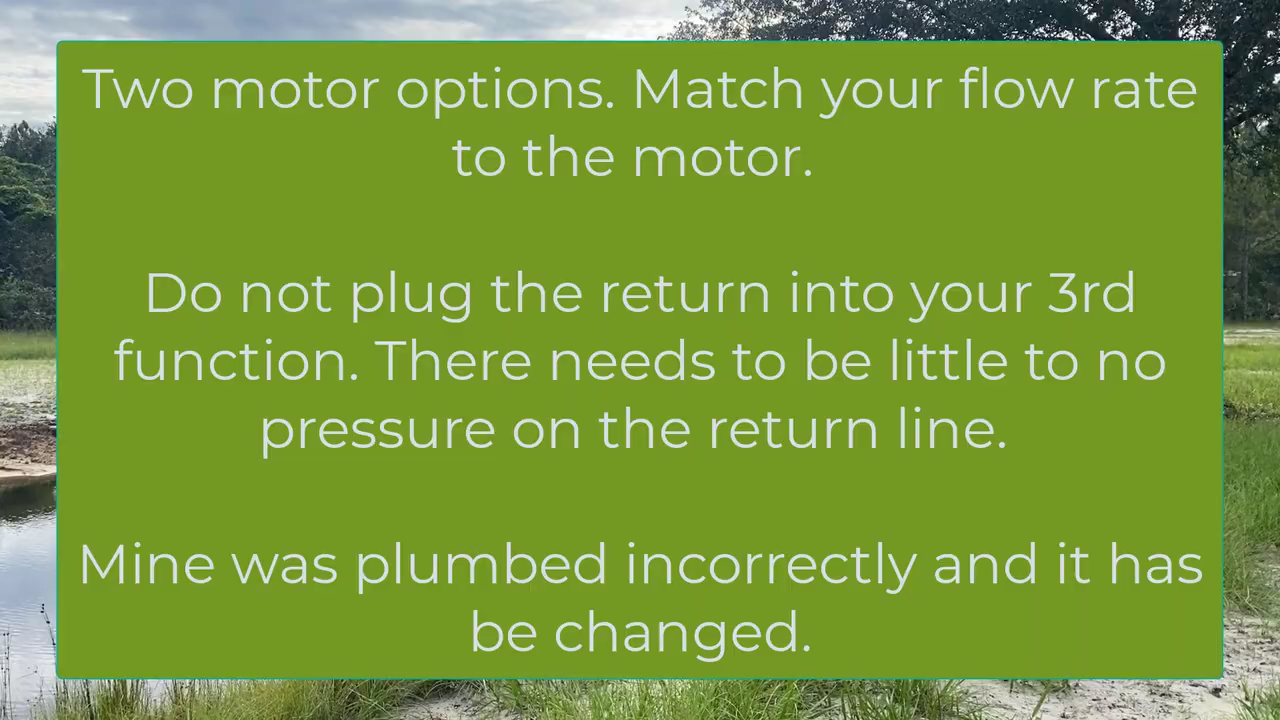 Two motor options. Match your flow rate
to the motor.
Do not plug the return into your 3rd
function. There needs to be little to no
pressure on the return line.
Mine was plumbed incorrectly and it has
be changed.